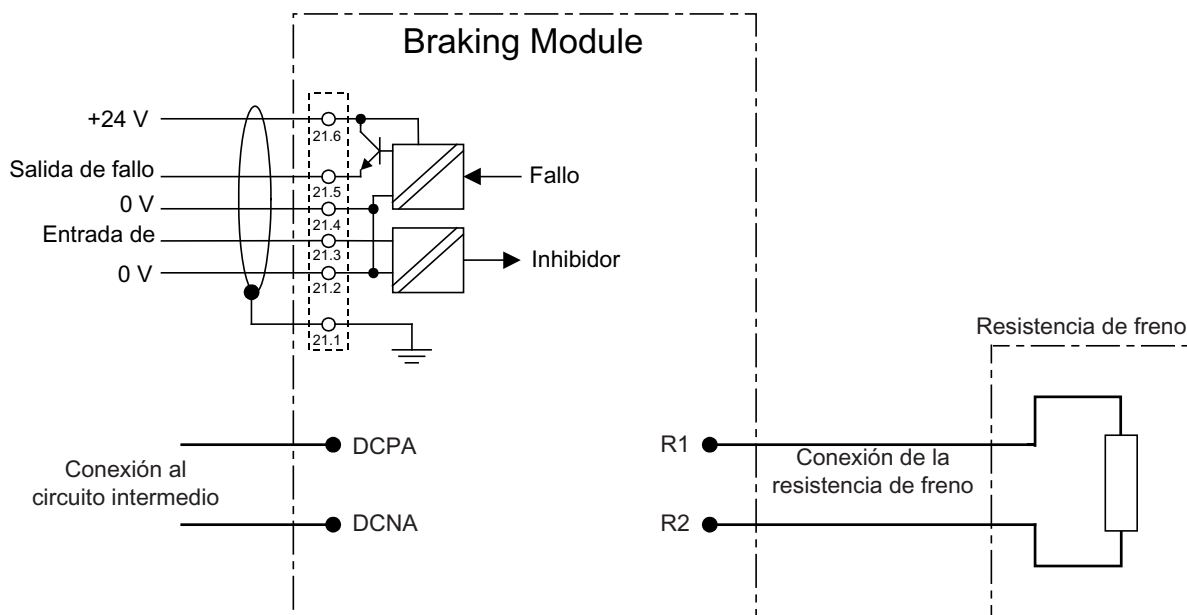 Braking Module
+24 V
21.6
Salida de fallo
21.5
Fallo
0 V
21.4
Entrada de
21.3
Inhibidor
0 V
21.2
21.1
Resistencia de freno
DCPA
R1
Conexión al
circuito intermedio
Conexión de la
resistencia de freno
DCNA
R2